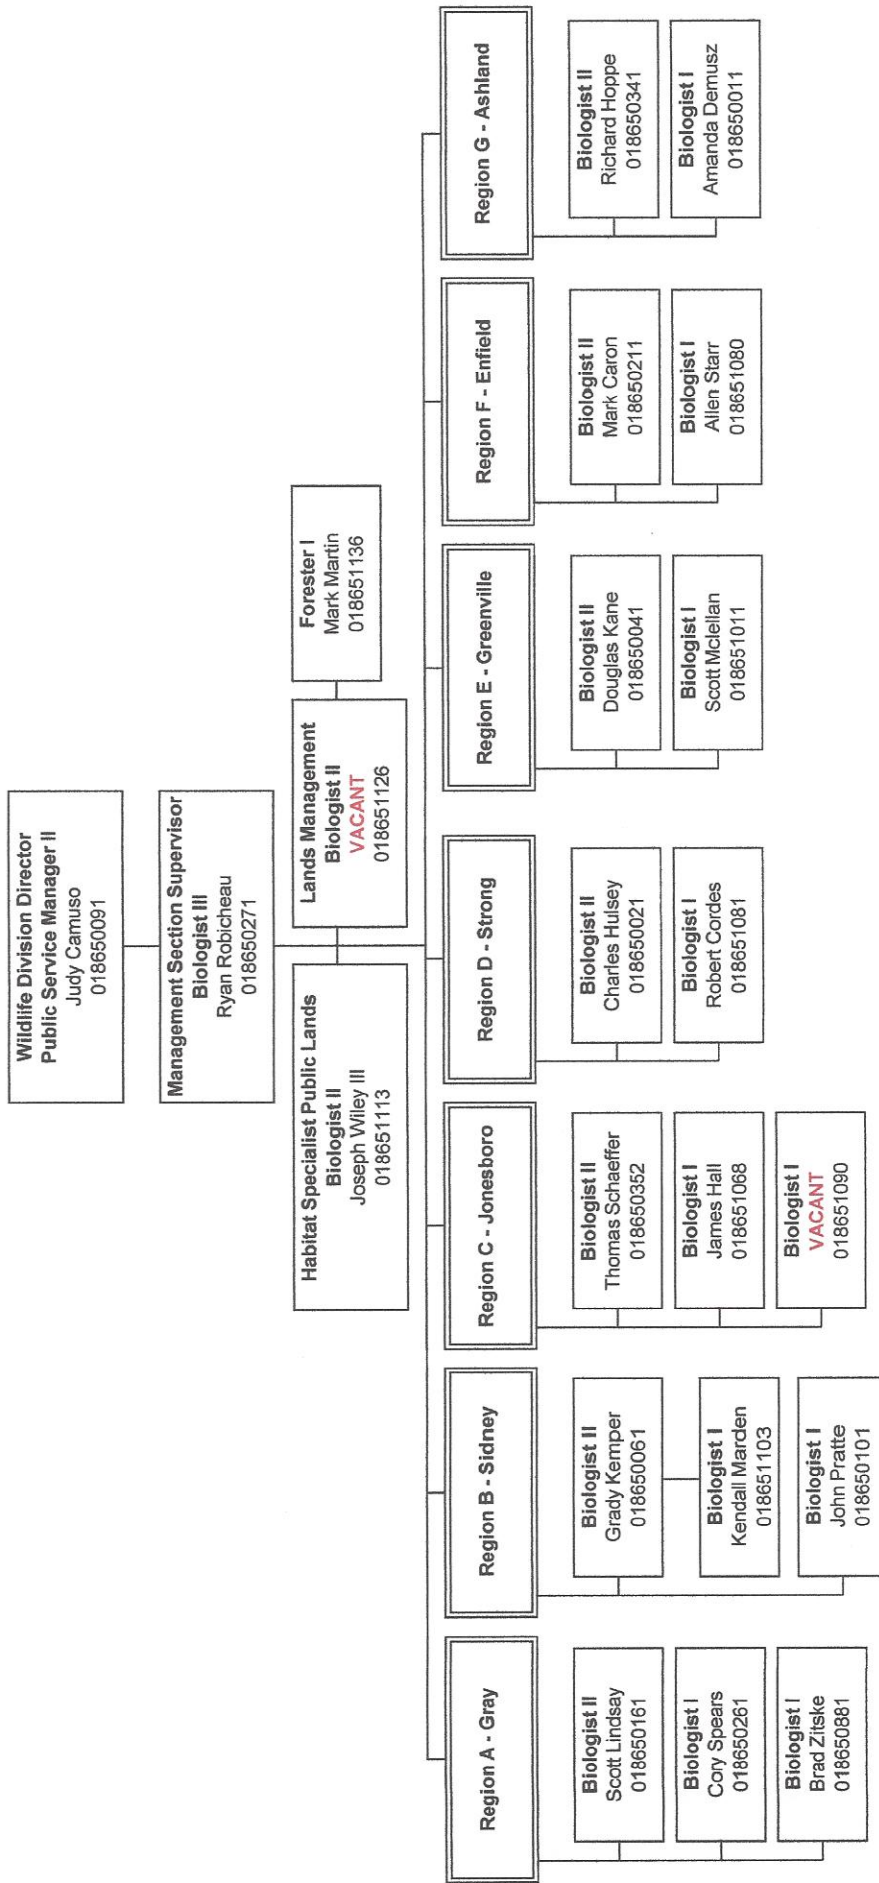 Wildlife Division Director
Public Service Manager II
Judy Camuso
018650091
Management Section Supervisor
Biologist III
Ryan Robicheau
018650271
Habitat Specialist Public Lands
Biologist II
Joseph Wiley III
018651113
Lands Management
Biologist II
VACANT
018651126
Forester I
Mark Martin
018651136
Region A - Gray
Biologist II
Scott Lindsay
018650161
Biologist I
Cory Spears
018650261
Biologist I
Brad Zitske
018650881
Region B - Sidney
Biologist II
Grady Kemper
018650061
Biologist I
Kendall Marden
018651103
Biologist I
John Pratte
018650101
Region C - Jonesboro
Biologist II
Thomas Schaeffer
018650352
Biologist I
James Hall
018651068
Biologist I
VACANT
018651090
Region D - Strong
Biologist II
Charles Hulsey
018650021
Biologist I
Robert Cordes
018651081
Region E - Greenville
Biologist II
Douglas Kane
018650041
Biologist I
Scott Mclellan
018651011
Region F - Enfield
Biologist II
Mark Caron
018650211
Biologist I
Allen Starr
018651080
Region G - Ashland
Biologist II
Richard Hoppe
018650341
Biologist I
Amanda Demusz
018650011